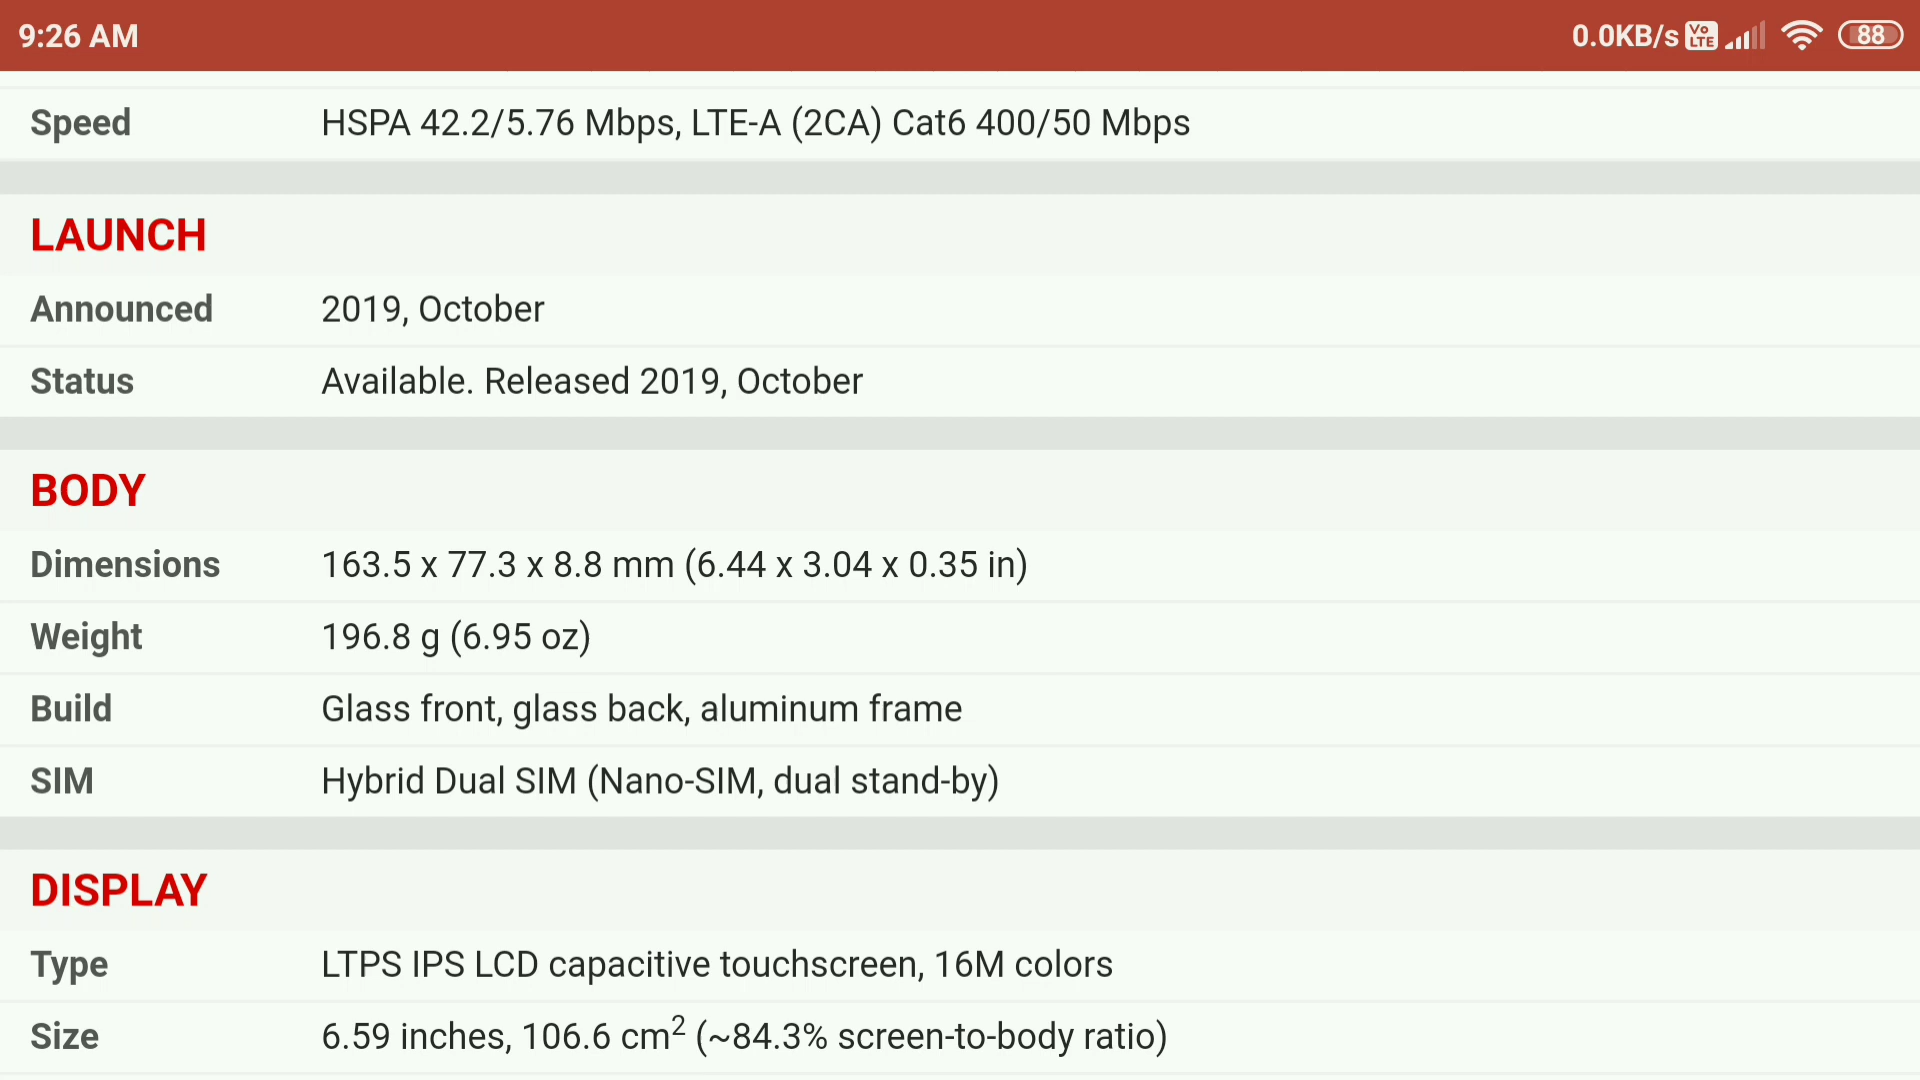 9:26 AM 0.0KB/s Vo LTE 88
Speed HSPA 42.2/5.76 Mbps, LTE-A (2CA) Cat6 400/50 Mbps
LAUNCH
Announced 2019, October
Status Available. Released 2019, October
BODY
Dimensions 163.5 x 77.3 x 8.8 mm (6.44 x 3.04 x 0.35 in)
Weight 196.8 g (6.95 oz)
Build Glass front, glass back, aluminum frame
SIM Hybrid Dual SIM (Nano-SIM, dual stand-by)
DISPLAY
Type LTPS IPS LCD capacitive touchscreen, 16M colors
Size 6.59 inches, 106.6 cm² (~84.3% screen-to-body ratio)